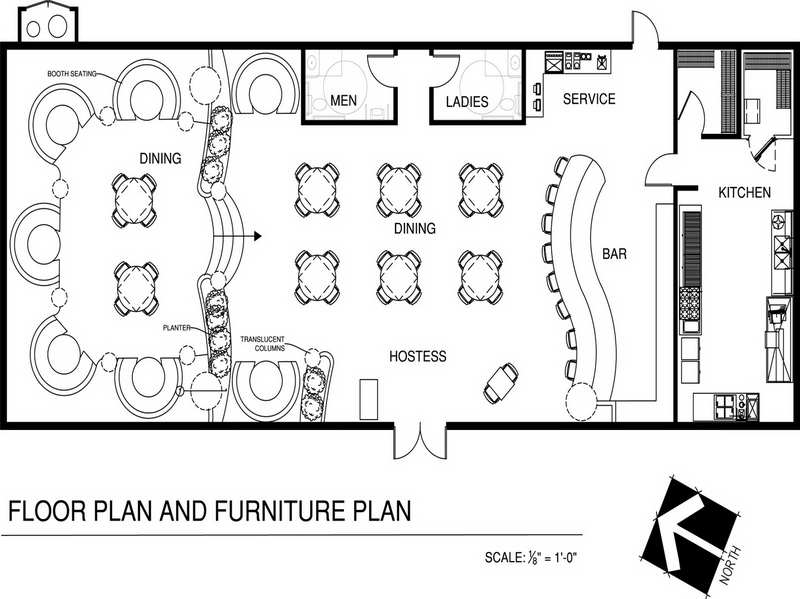 BOOTH SEATING
MEN
LADIES
SERVICE
DINING
KITCHEN
DINING
BAR
PLANTER
TRANSLUCENT
COLUMNS
HOSTESS
FLOOR PLAN AND FURNITURE PLAN
SCALE: 1/8" = 1'-0"
NORTH